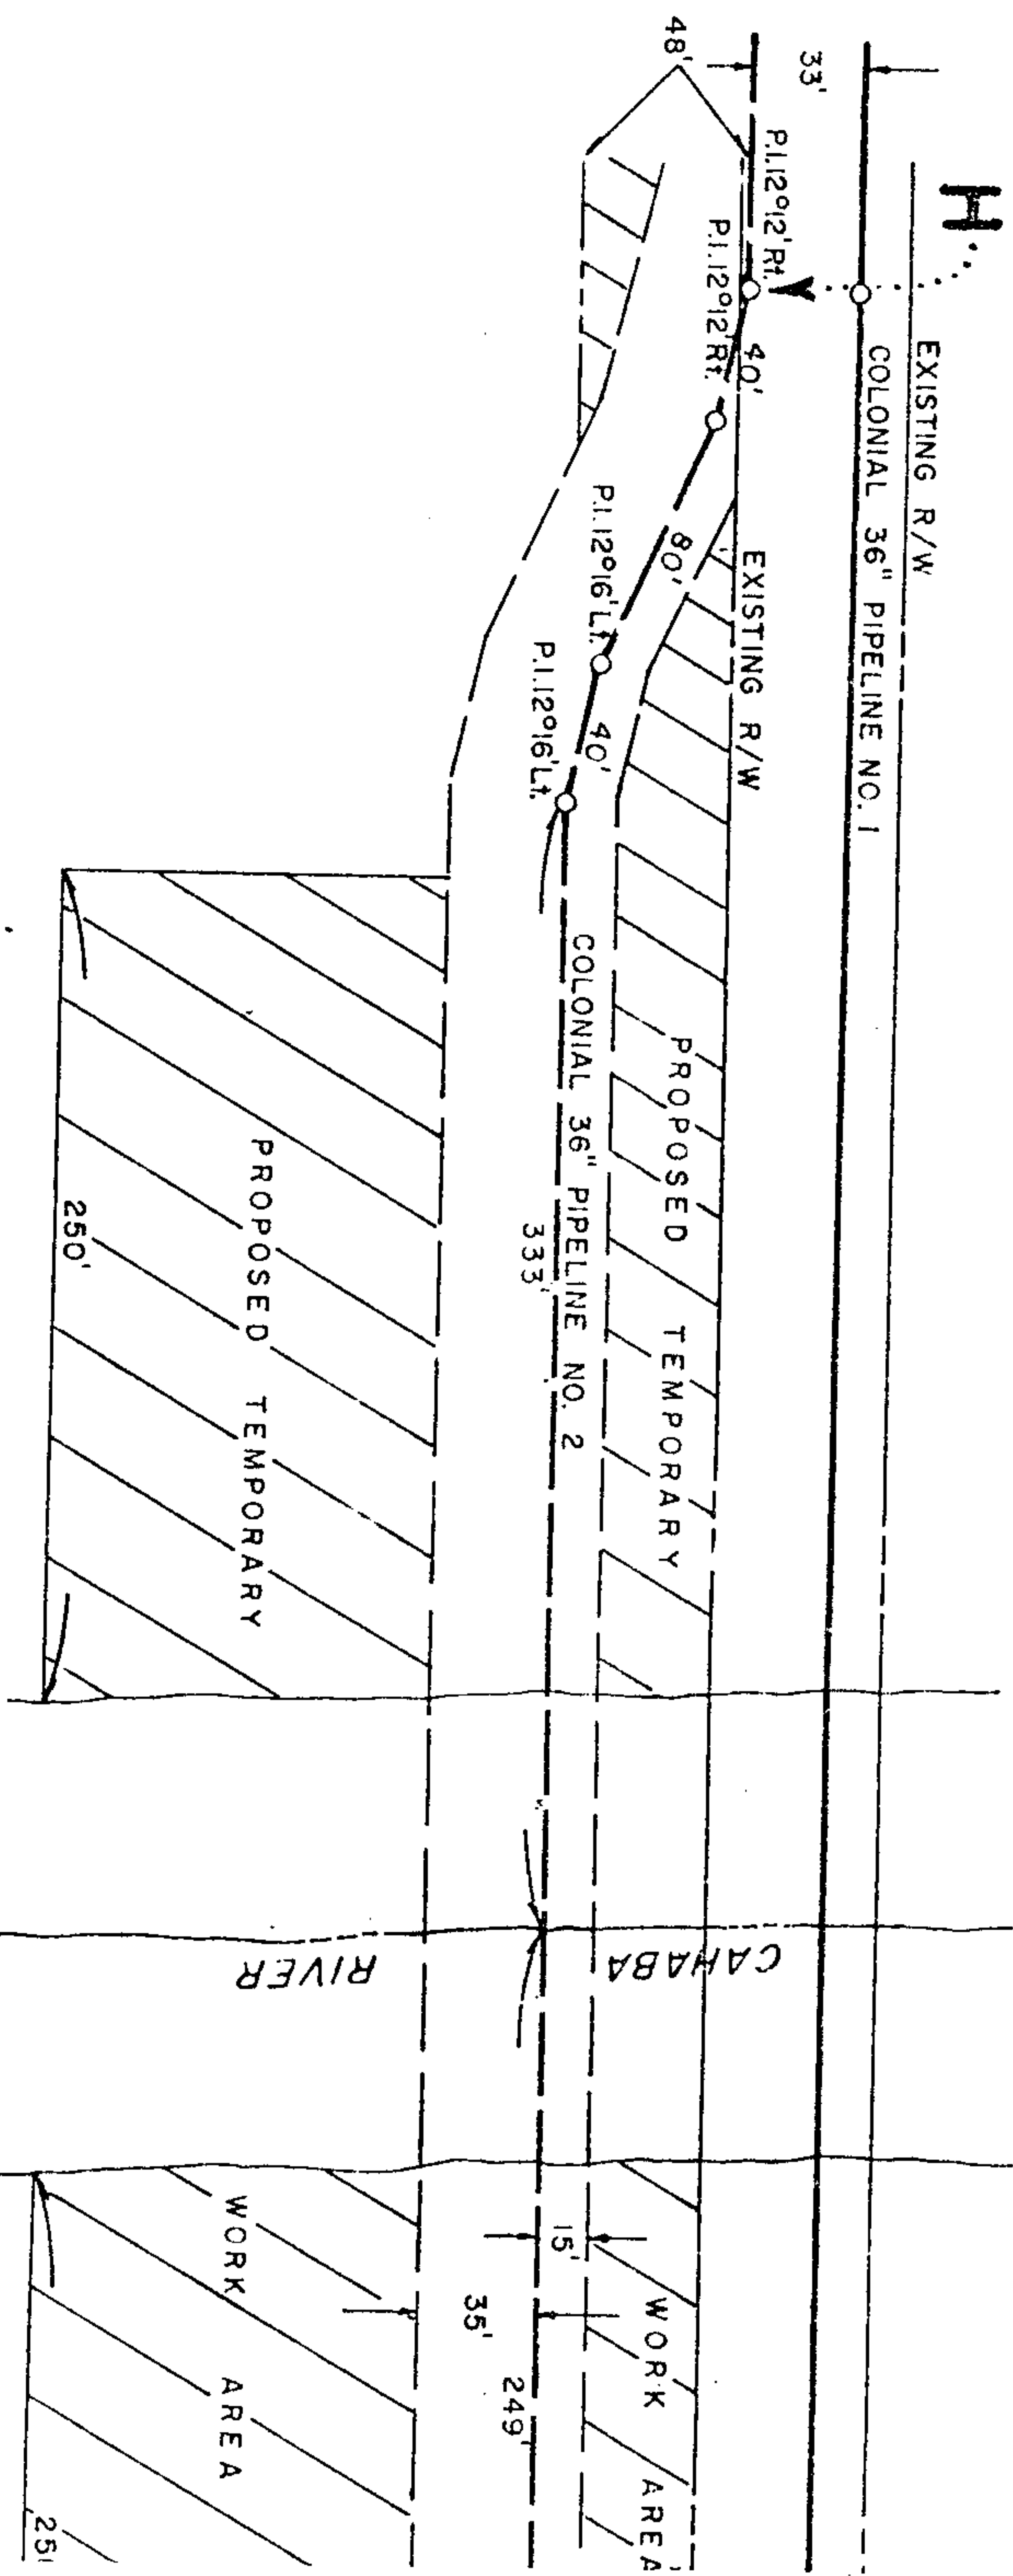 H
EXISTING R/W
COLONIAL 36" PIPELINE NO. 1
33'
P.I. 12°12' Rt.
40'
P.I. 12°12' Rt.
48'
EXISTING R/W
80'
P.I. 12°16' Lt.
40'
P.I. 12°16' Lt.
PROPOSED TEMPORARY
WORK AREA
COLONIAL 36" PIPELINE NO. 2
333'
CAHABA
RIVER
15'
35'
249'
PROPOSED TEMPORARY
WORK AREA
250'